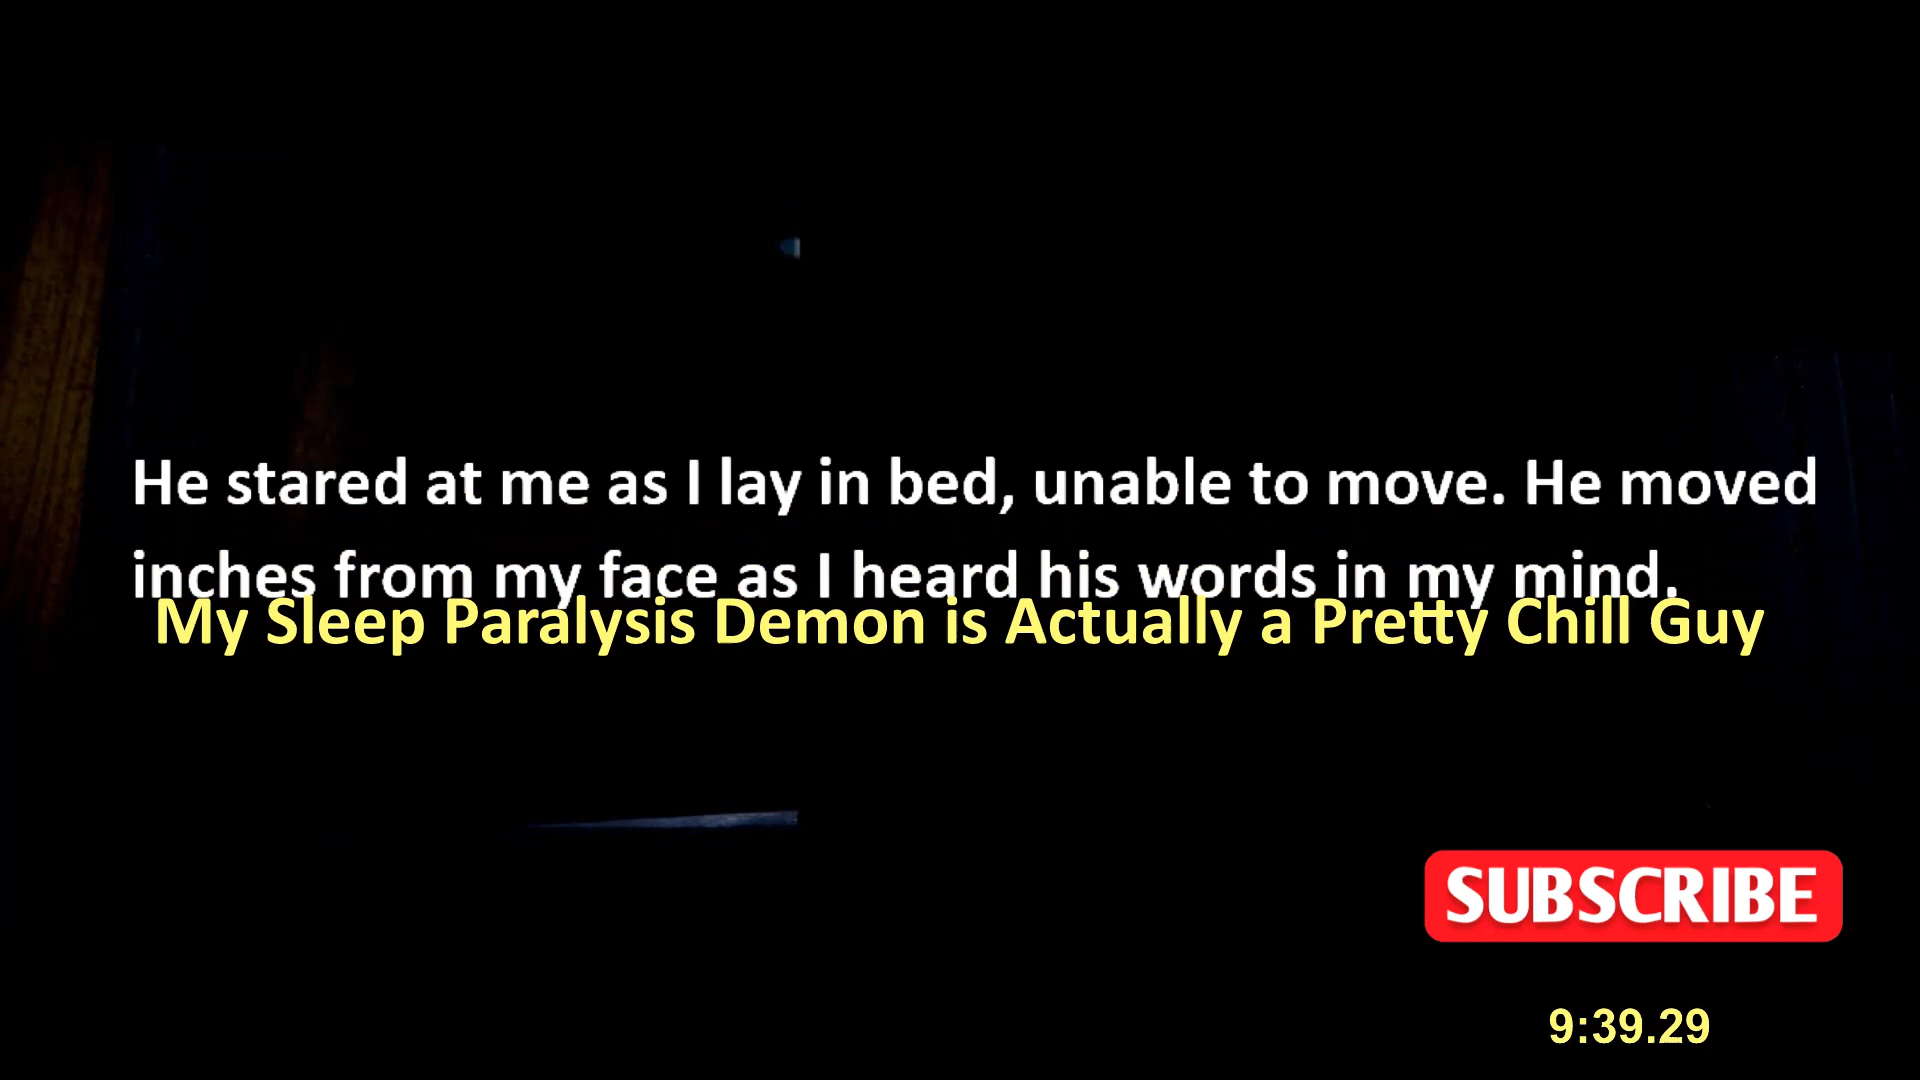 He stared at me as I lay in bed, unable to move. He moved
inches from my face as I heard his words in my mind.
My Sleep Paralysis Demon is Actually a Pretty Chill Guy
SUBSCRIBE
9:39.29